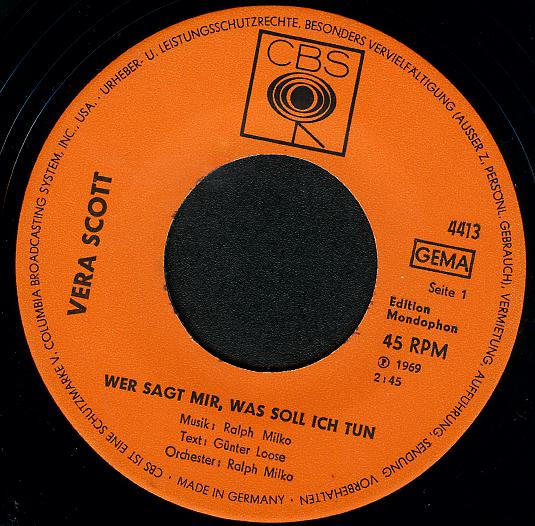 CBS
VERA SCOTT
4413
GEMA
Seite 1
Edition
Mondophon
45 RPM
Ⓟ 1969
2:45
WER SAGT MIR, WAS SOLL ICH TUN
Musik: Ralph Milko
Text: Günter Loose
Orchester: Ralph Milko
CBS IST EINE SCHUTZMARKE V. COLUMBIA BROADCASTING SYSTEM, INC., USA.. URHEBER- U. LEISTUNGSSCHUTZRECHTE, BESONDERS VERVIELFÄLTIGUNG (AUSSER Z. PERSÖNL. GEBRAUCH), VERMIETUNG, AUFFÜHRUNG, SENDUNG VORBEHALTEN · MADE IN GERMANY ·